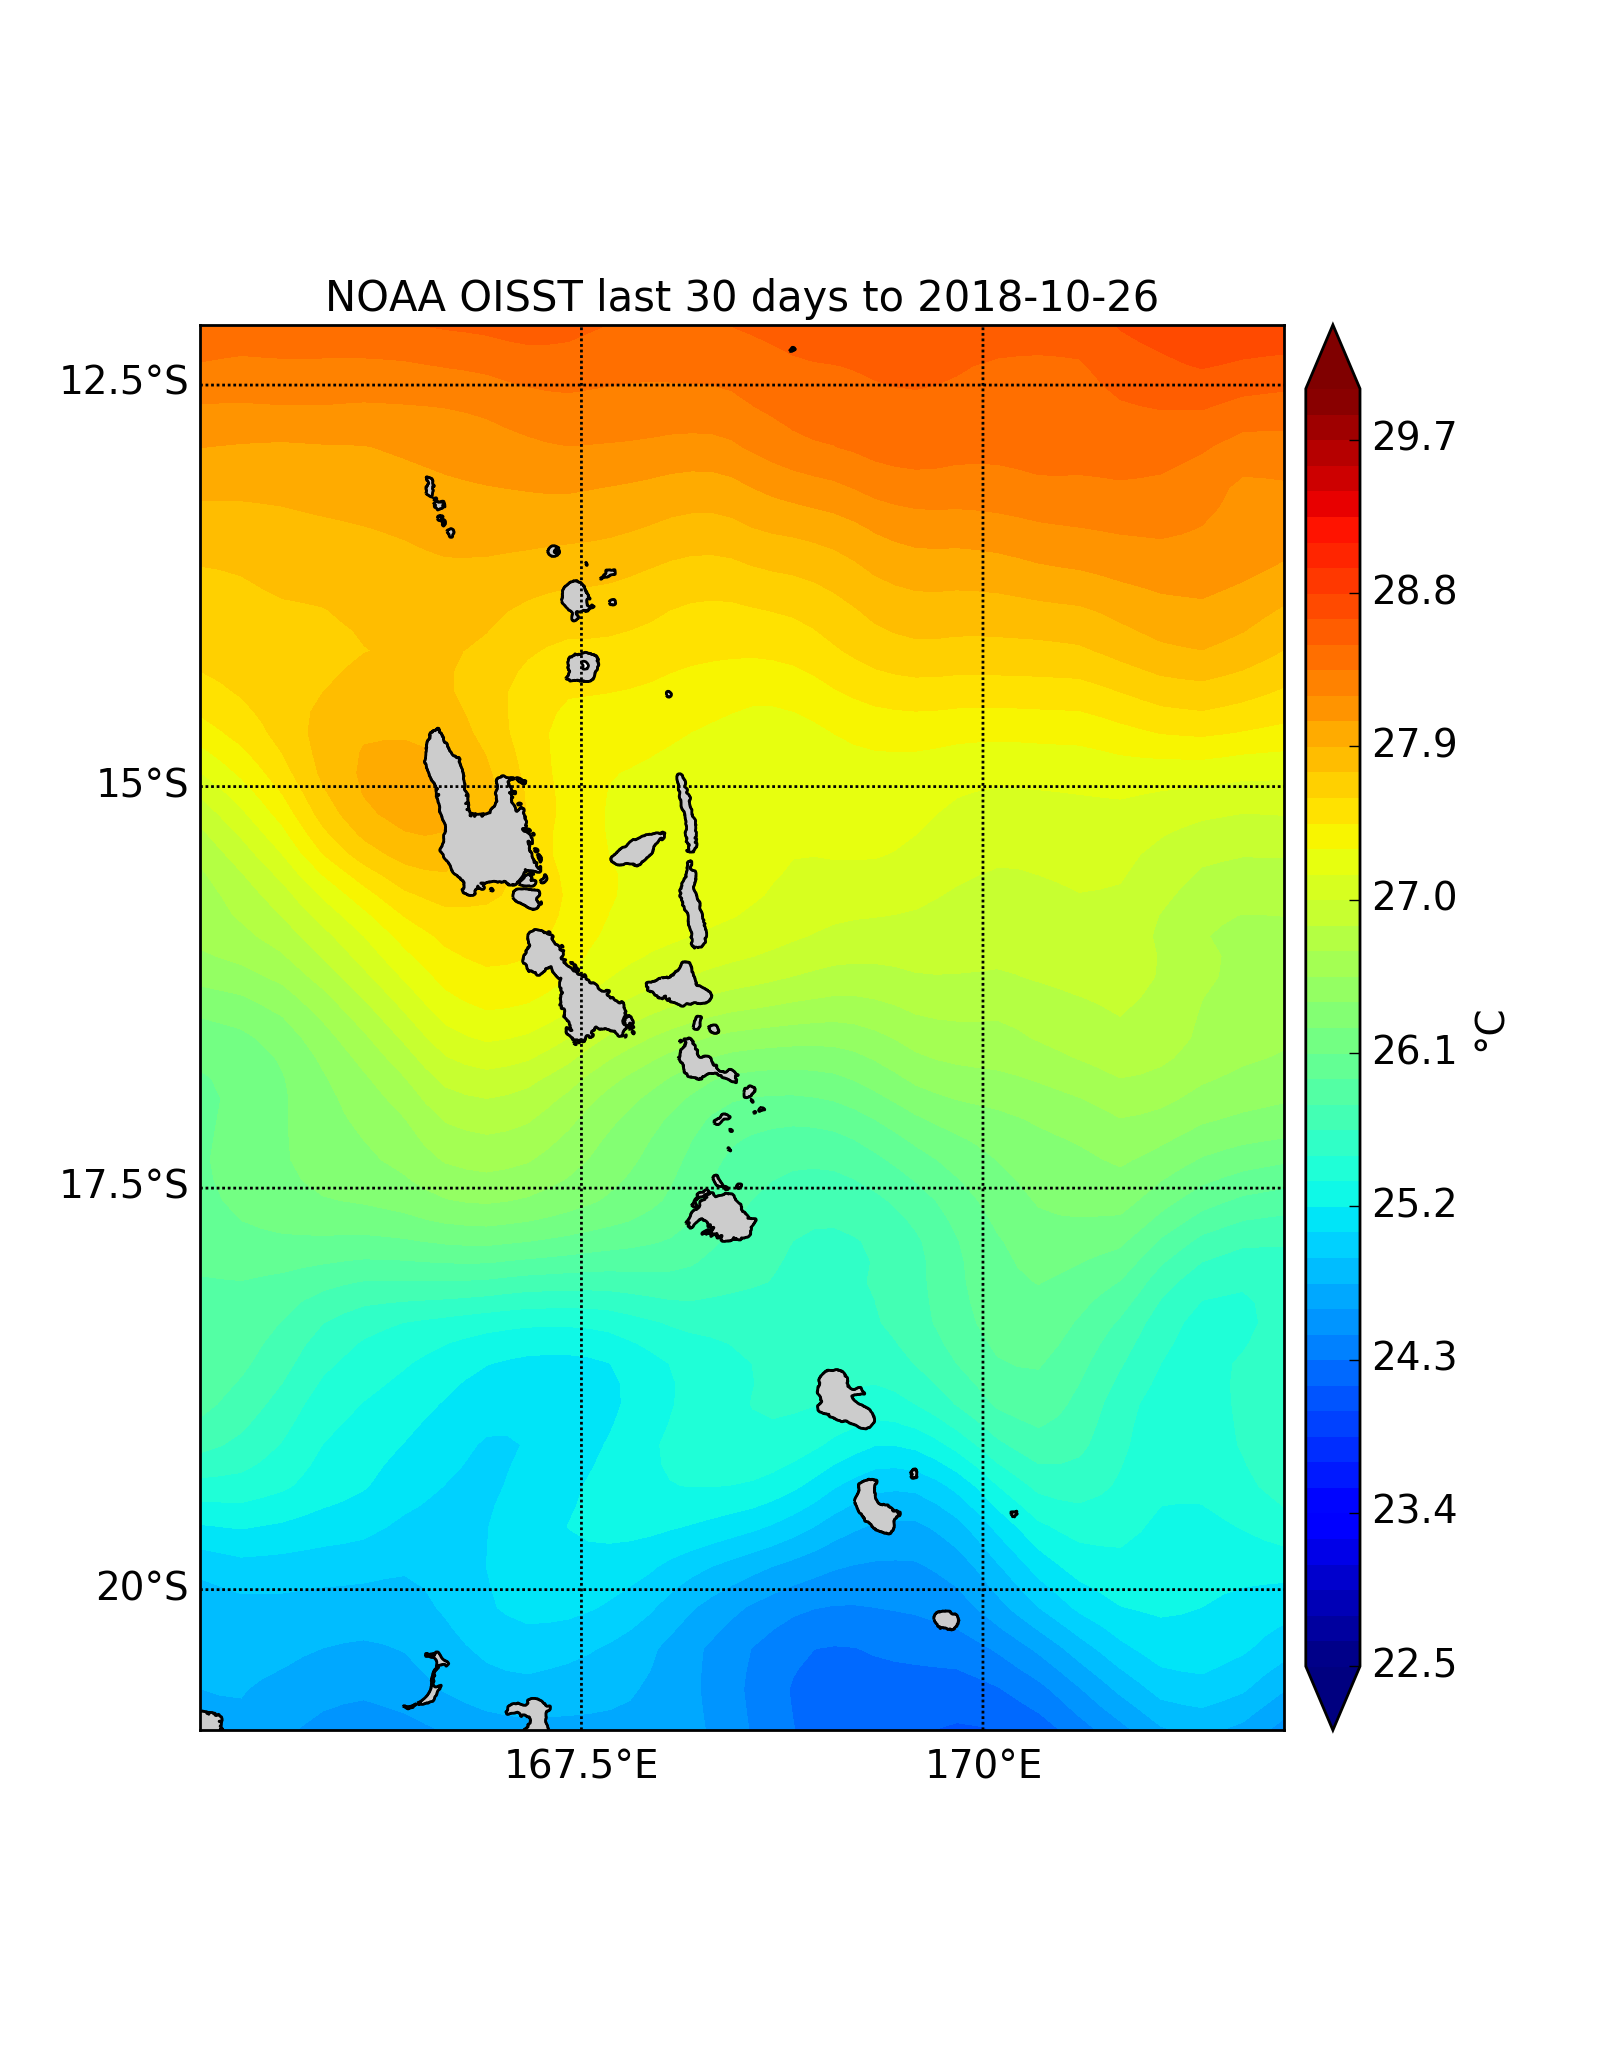 NOAA OISST last 30 days to 2018-10-26
12.5°S
15°S
17.5°S
20°S
167.5°E
170°E
29.7
28.8
27.9
27.0
26.1
25.2
24.3
23.4
22.5
°C